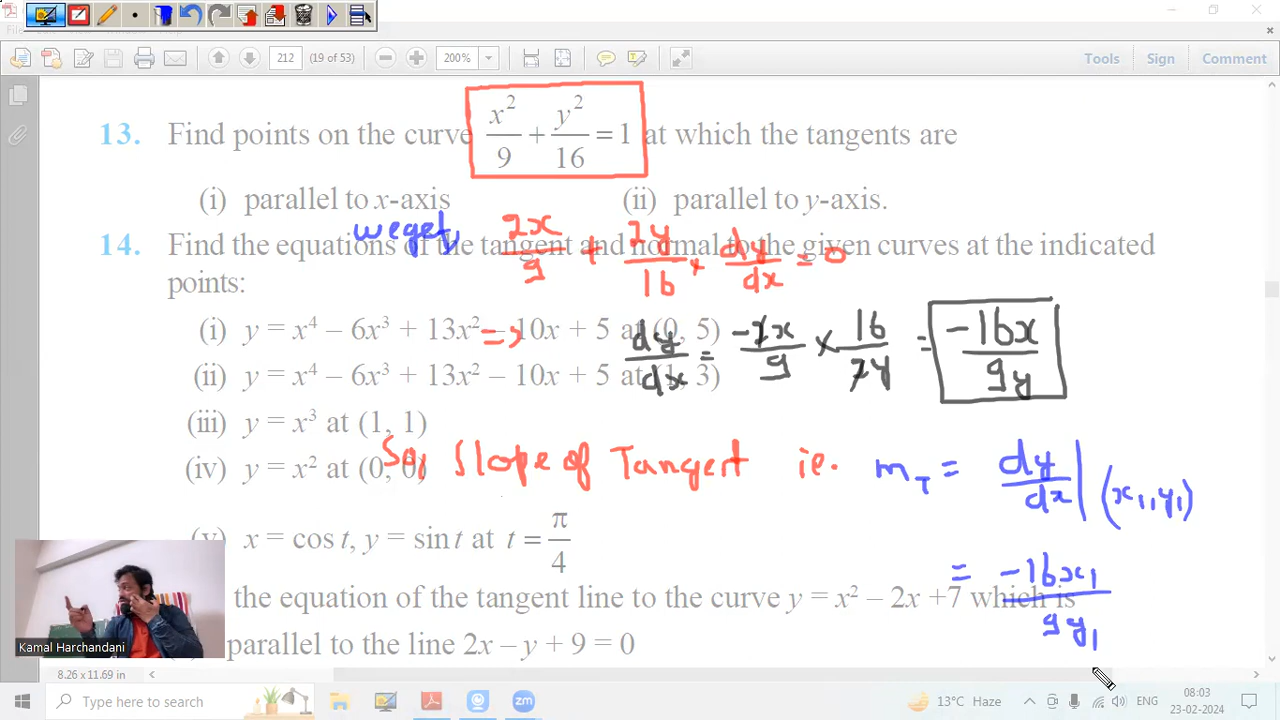 212 (19 of 53) 200% Tools Sign Comment
13. Find points on the curve x²/9 + y²/16 = 1 at which the tangents are
(i) parallel to x-axis (ii) parallel to y-axis.
we get, 2x/9 + 2y/16 × dy/dx = 0
14. Find the equations of the tangent and normal to the given curves at the indicated
points:
(i) y = x⁴ – 6x³ + 13x² – 10x + 5 at (0, 5)
=> dy/dx = -2x/9 × 16/2y = -16x/9y
(ii) y = x⁴ – 6x³ + 13x² – 10x + 5 at (1, 3)
(iii) y = x³ at (1, 1)
(iv) y = x² at (0, 0)
So, Slope of Tangent ie. m_T = dy/dx | (x₁, y₁)
(v) x = cos t, y = sin t at t = π/4
= -16x₁/9y₁
the equation of the tangent line to the curve y = x² – 2x +7 which is
parallel to the line 2x – y + 9 = 0
Kamal Harchandani
8.26 x 11.69 in
Type here to search 13°C Haze ENG 08:03
23-02-2024